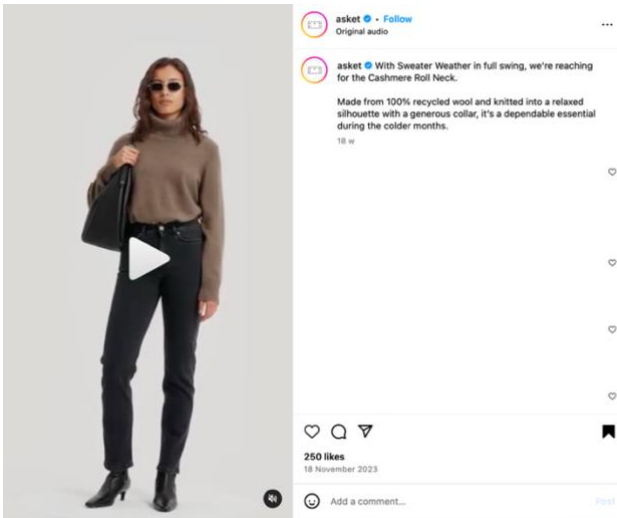 asket • Follow
Original audio
asket With Sweater Weather in full swing, we're reaching
for the Cashmere Roll Neck.
Made from 100% recycled wool and knitted into a relaxed
silhouette with a generous collar, it's a dependable essential
during the colder months.
18 w
250 likes
18 November 2023
Add a comment...
Post